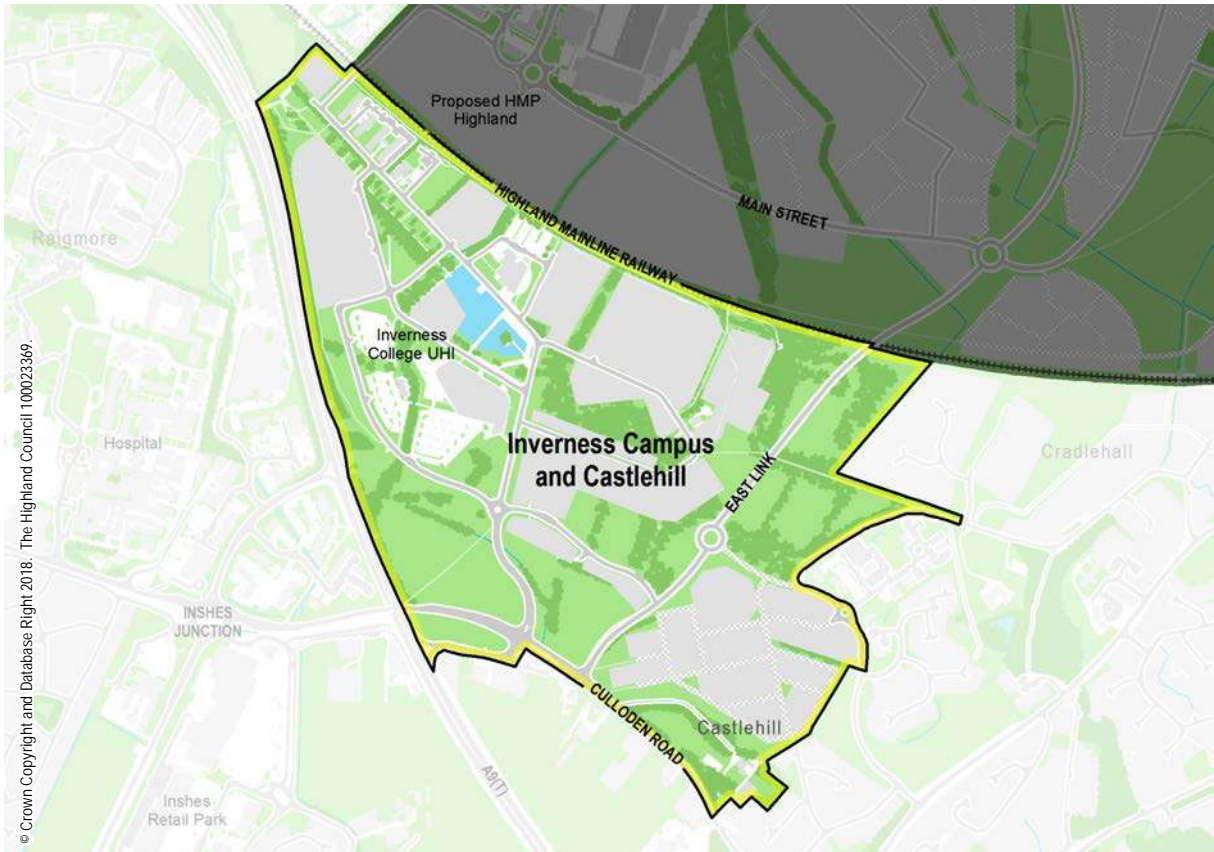 Proposed HMP
Highland
MAIN STREET
HIGHLAND MAINLINE RAILWAY
Raigmore
Inverness
College UHI
Hospital
Inverness Campus
and Castlehill
EAST LINK
Cradlehall
INSHES
JUNCTION
CULLODEN ROAD
Castlehill
A9(T)
Inshes
Retail Park
© Crown Copyright and Database Right 2018. The Highland Council 100023369.